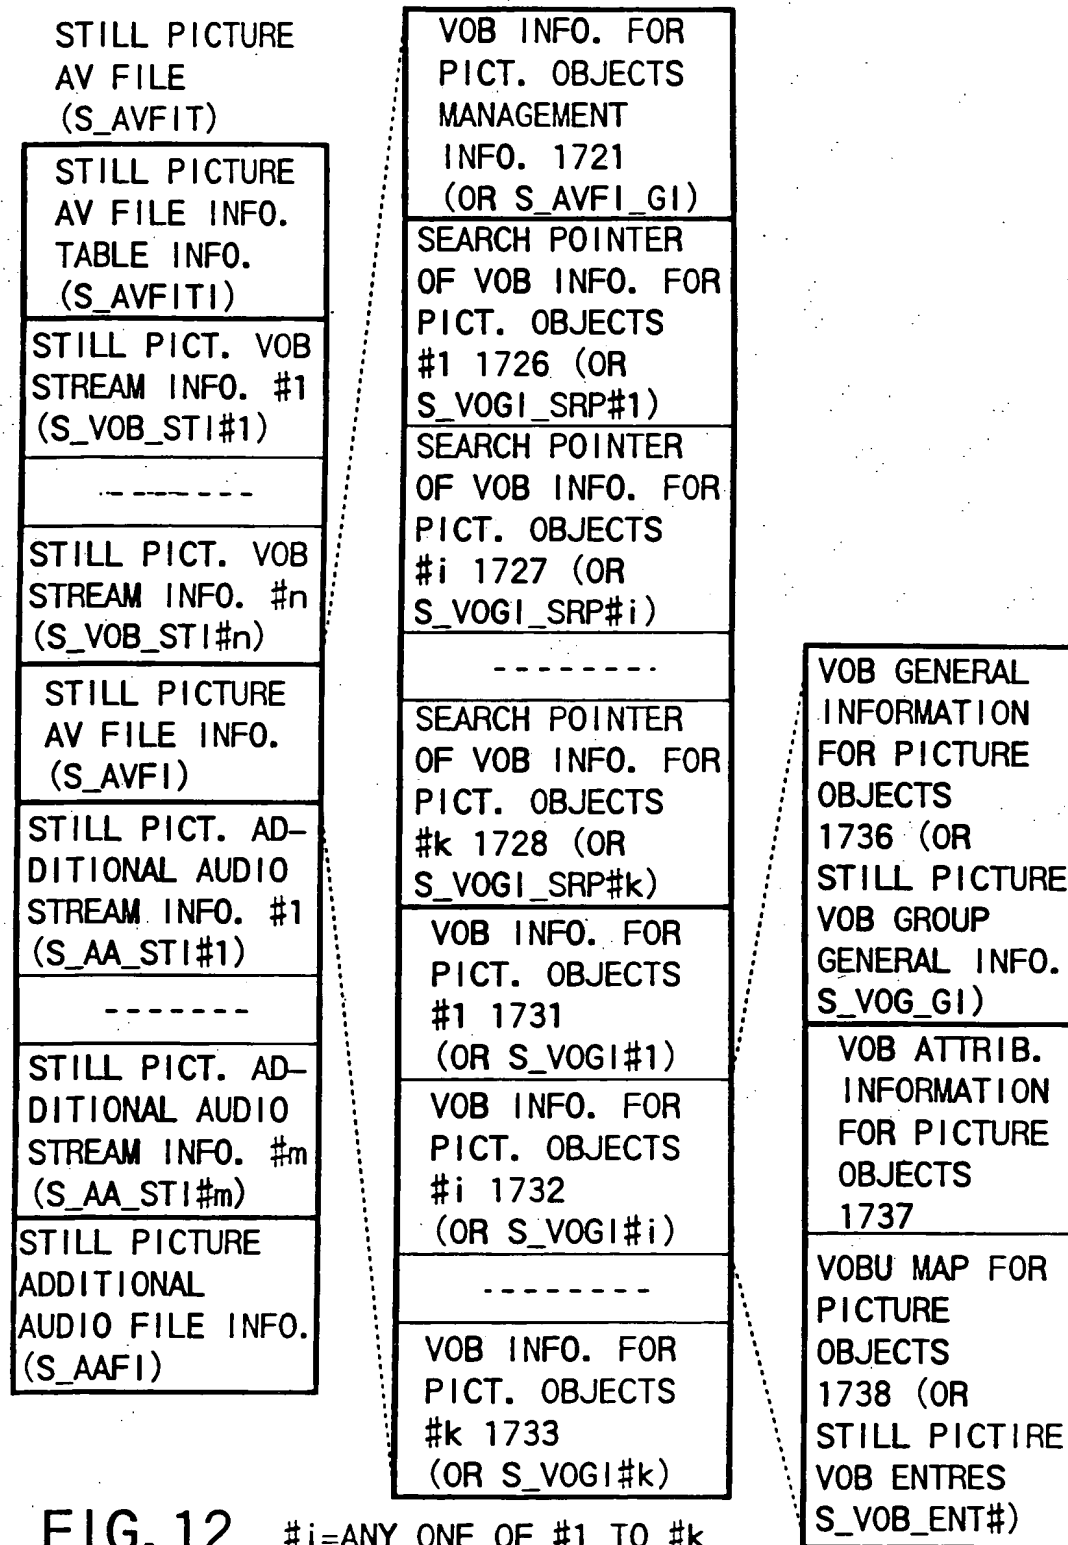 STILL PICTURE
AV FILE
(S_AVFIT)
STILL PICTURE
AV FILE INFO.
TABLE INFO.
(S_AVFITI)
STILL PICT. VOB
STREAM INFO. #1
(S_VOB_STI#1)
STILL PICT. VOB
STREAM INFO. #n
(S_VOB_STI#n)
STILL PICTURE
AV FILE INFO.
(S_AVFI)
STILL PICT. AD-
DITIONAL AUDIO
STREAM INFO. #1
(S_AA_STI#1)
STILL PICT. AD-
DITIONAL AUDIO
STREAM INFO. #m
(S_AA_STI#m)
STILL PICTURE
ADDITIONAL
AUDIO FILE INFO.
(S_AAFI)
VOB INFO. FOR
PICT. OBJECTS
MANAGEMENT
INFO. 1721
(OR S_AVFI_GI)
SEARCH POINTER
OF VOB INFO. FOR
PICT. OBJECTS
#1 1726 (OR
S_VOGI_SRP#1)
SEARCH POINTER
OF VOB INFO. FOR
PICT. OBJECTS
#i 1727 (OR
S_VOGI_SRP#i)
SEARCH POINTER
OF VOB INFO. FOR
PICT. OBJECTS
#k 1728 (OR
S_VOGI_SRP#k)
VOB INFO. FOR
PICT. OBJECTS
#1 1731
(OR S_VOGI#1)
VOB INFO. FOR
PICT. OBJECTS
#i 1732
(OR S_VOGI#i)
VOB INFO. FOR
PICT. OBJECTS
#k 1733
(OR S_VOGI#k)
VOB GENERAL
INFORMATION
FOR PICTURE
OBJECTS
1736 (OR
STILL PICTURE
VOB GROUP
GENERAL INFO.
S_VOG_GI)
VOB ATTRIB.
INFORMATION
FOR PICTURE
OBJECTS
1737
VOBU MAP FOR
PICTURE
OBJECTS
1738 (OR
STILL PICTIRE
VOB ENTRES
S_VOB_ENT#)
FIG. 12 #i=ANY ONE OF #1 TO #k